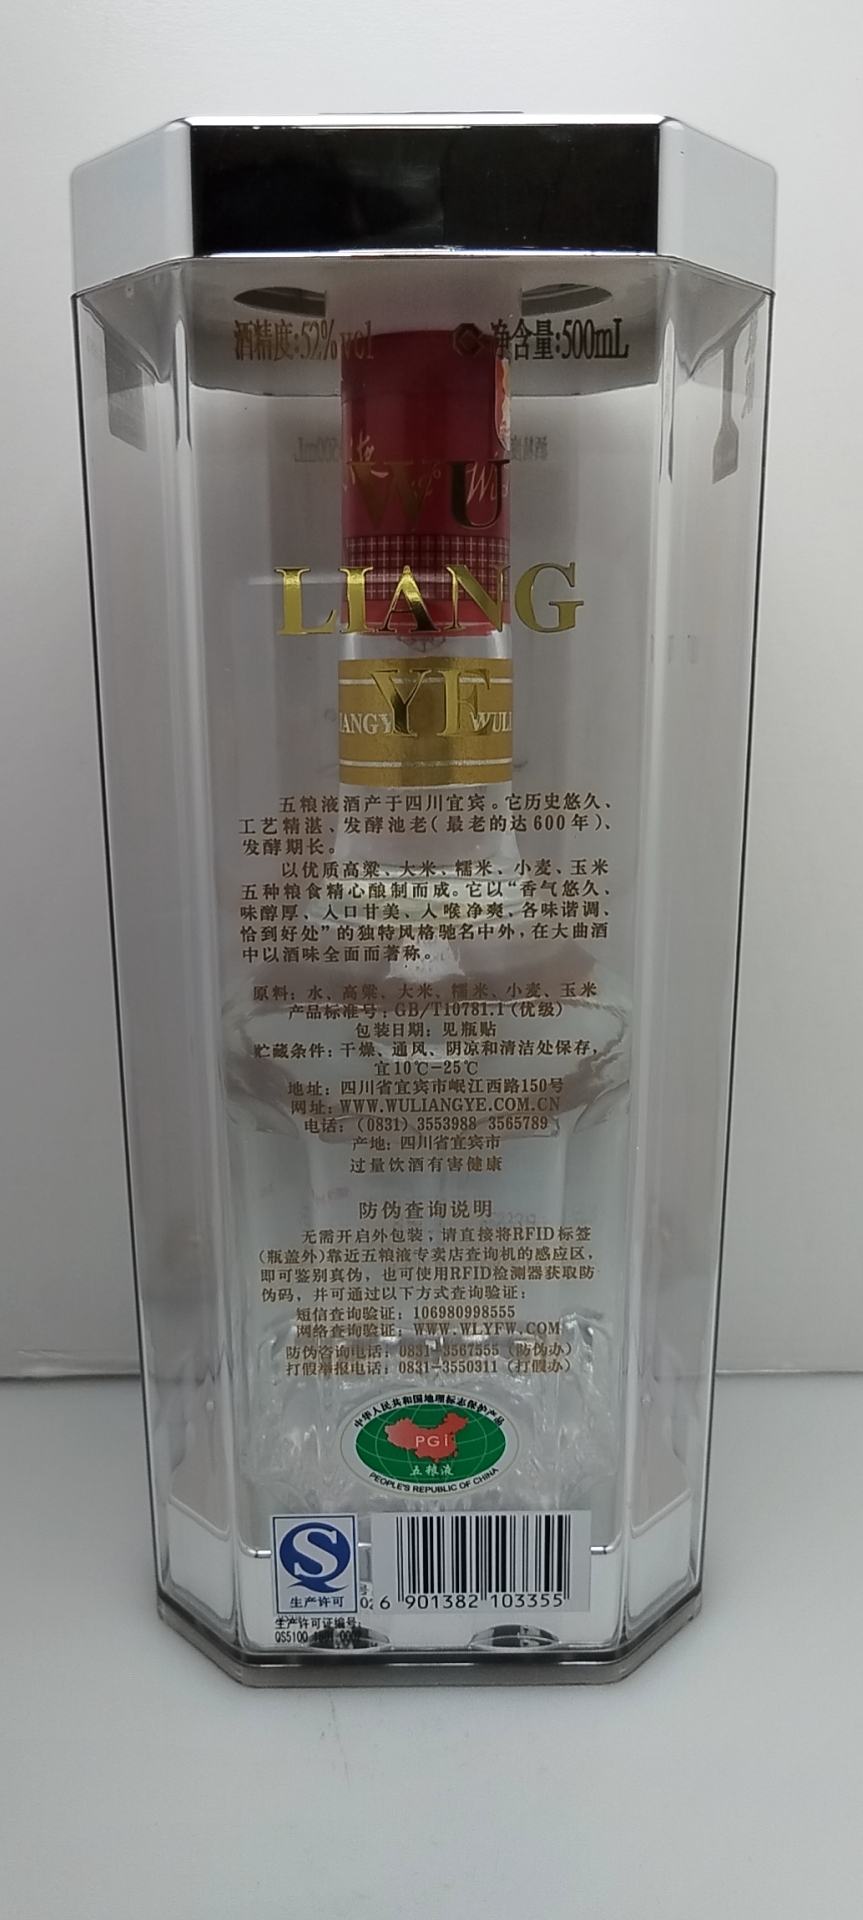 酒精度:52%vol 净含量:500mL
WU
LIANG
YE
IANGY WULI
五粮液酒产于四川宜宾。它历史悠久、
工艺精湛、发酵池老(最老的达600年)、
发酵期长。
以优质高粱、大米、糯米、小麦、玉米
五种粮食精心酿制而成。它以“香气悠久、
味醇厚、入口甘美、入喉净爽、各味谐调、
恰到好处”的独特风格驰名中外,在大曲酒
中以酒味全面而著称。
原料:水、高粱、大米、糯米、小麦、玉米
产品标准号:GB/T10781.1(优级)
包装日期:见瓶贴
贮藏条件:干燥、通风、阴凉和清洁处保存,
宜10℃-25℃
地址:四川省宜宾市岷江西路150号
网址:WWW.WULIANGYE.COM.CN
电话:(0831)3553988 3565789
产地:四川省宜宾市
过量饮酒有害健康
防伪查询说明
无需开启外包装,请直接将RFID标签
(瓶盖外)靠近五粮液专卖店查询机的感应区,
即可鉴别真伪,也可使用RFID检测器获取防
伪码,并可通过以下方式查询验证:
短信查询验证:106980998555
网络查询验证:WWW.WLYFW.COM
防伪咨询电话:0831-3567555(防伪办)
打假举报电话:0831-3550311(打假办)
中华人民共和国地理标志保护产品
PGi
五粮液
PEOPLE'S REPUBLIC OF CHINA
生产许可
6 901382 103355
生产许可证编号:
QS5100